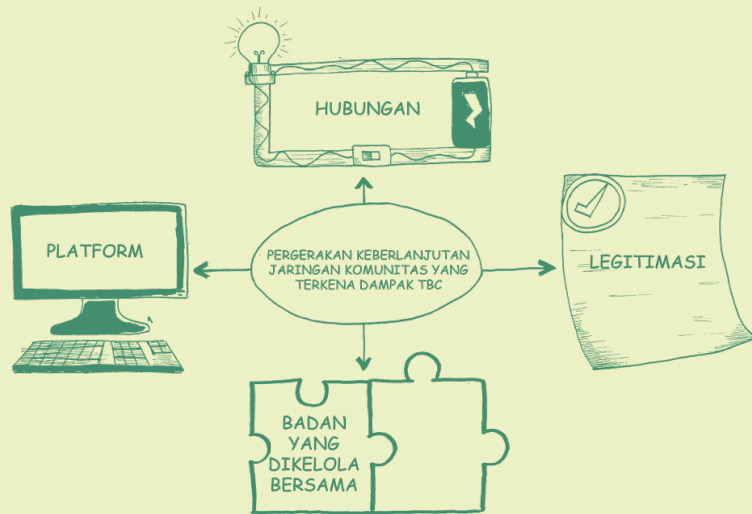 HUBUNGAN
PLATFORM
PERGERAKAN KEBERLANJUTAN
JARINGAN KOMUNITAS YANG
TERKENA DAMPAK TBC
LEGITIMASI
BADAN
YANG
DIKELOLA
BERSAMA